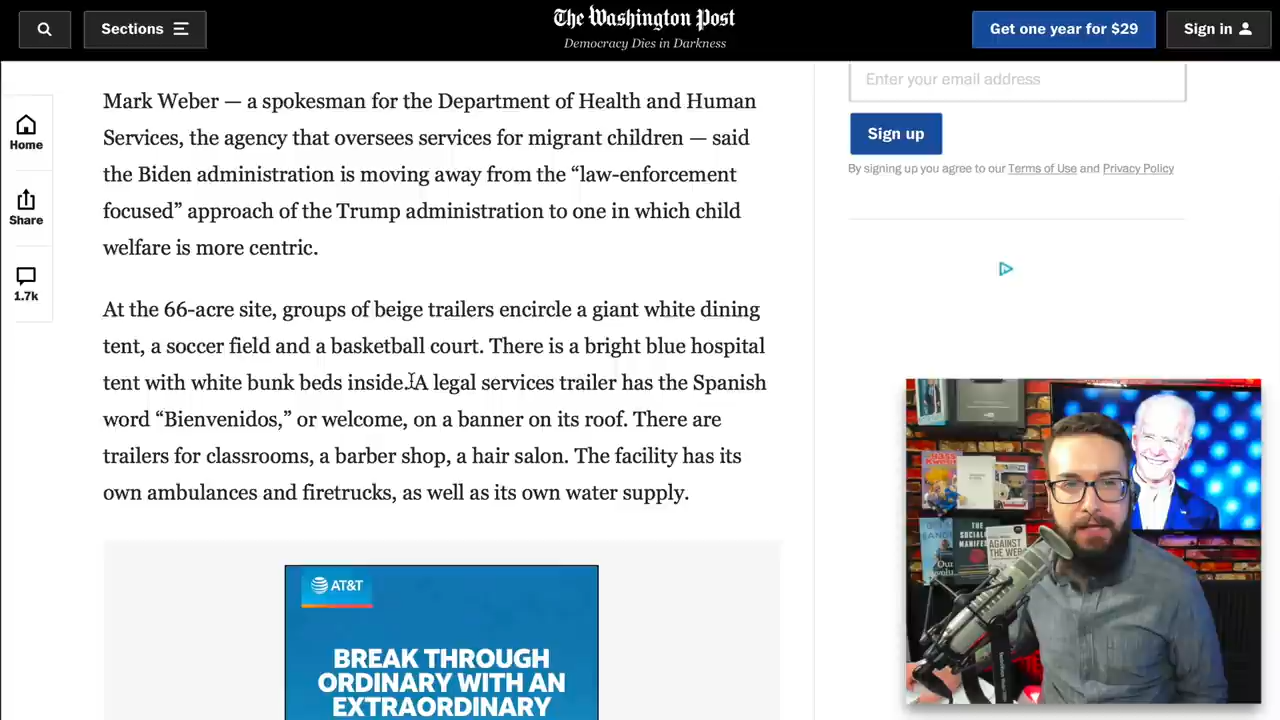 Sections
The Washington Post
Democracy Dies in Darkness
Get one year for $29
Sign in
Home
Share
1.7k
Mark Weber — a spokesman for the Department of Health and Human
Services, the agency that oversees services for migrant children — said
the Biden administration is moving away from the “law-enforcement
focused” approach of the Trump administration to one in which child
welfare is more centric.
At the 66-acre site, groups of beige trailers encircle a giant white dining
tent, a soccer field and a basketball court. There is a bright blue hospital
tent with white bunk beds inside. A legal services trailer has the Spanish
word “Bienvenidos,” or welcome, on a banner on its roof. There are
trailers for classrooms, a barber shop, a hair salon. The facility has its
own ambulances and firetrucks, as well as its own water supply.
AT&T
BREAK THROUGH
ORDINARY WITH AN
EXTRAORDINARY
Enter your email address
Sign up
By signing up you agree to our Terms of Use and Privacy Policy
THE
AGAINST
THE WEB